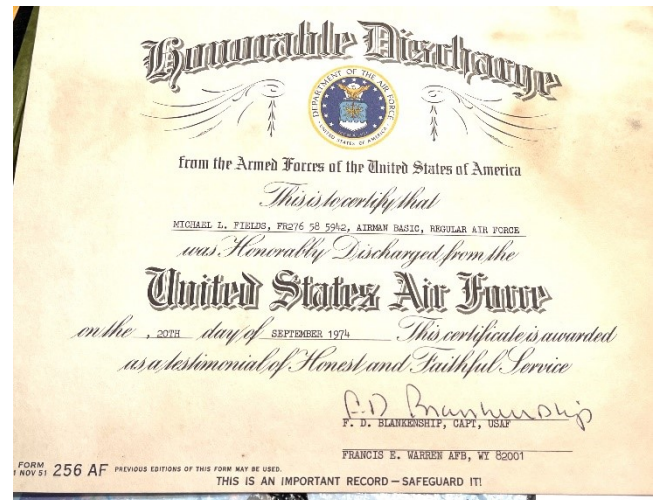 Honorable Discharge
DEPARTMENT OF THE AIR FORCE
UNITED STATES OF AMERICA
from the Armed Forces of the United States of America
This is to certify that
MICHAEL L. FIELDS, FR276 58 5942, AIRMAN BASIC, REGULAR AIR FORCE
was Honorably Discharged from the
United States Air Force
on the , 20TH day of SEPTEMBER 1974 This certificate is awarded
as a testimonial of Honest and Faithful Service
F. D. Blankenship
F. D. BLANKENSHIP, CAPT, USAF
FRANCIS E. WARREN AFB, WY 82001
FORM
1 NOV 51 256 AF PREVIOUS EDITIONS OF THIS FORM MAY BE USED.
THIS IS AN IMPORTANT RECORD—SAFEGUARD IT!